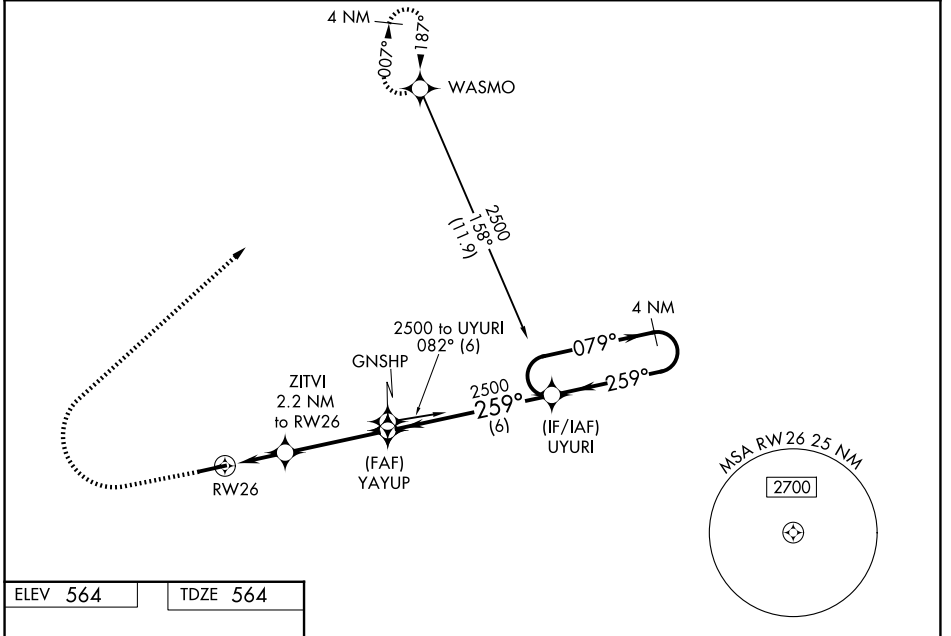 4 NM
007°
187°
WASMO
2500
158°
(11.9)
4 NM
2500 to UYURI
082° (6)
079°
GNSHP
ZITVI
2.2 NM
to RW26
2500
259°
(6)
259°
(IF/IAF)
UYURI
(FAF)
YAYUP
RW26
MSA RW 26 25 NM
2700
ELEV 564
TDZE 564